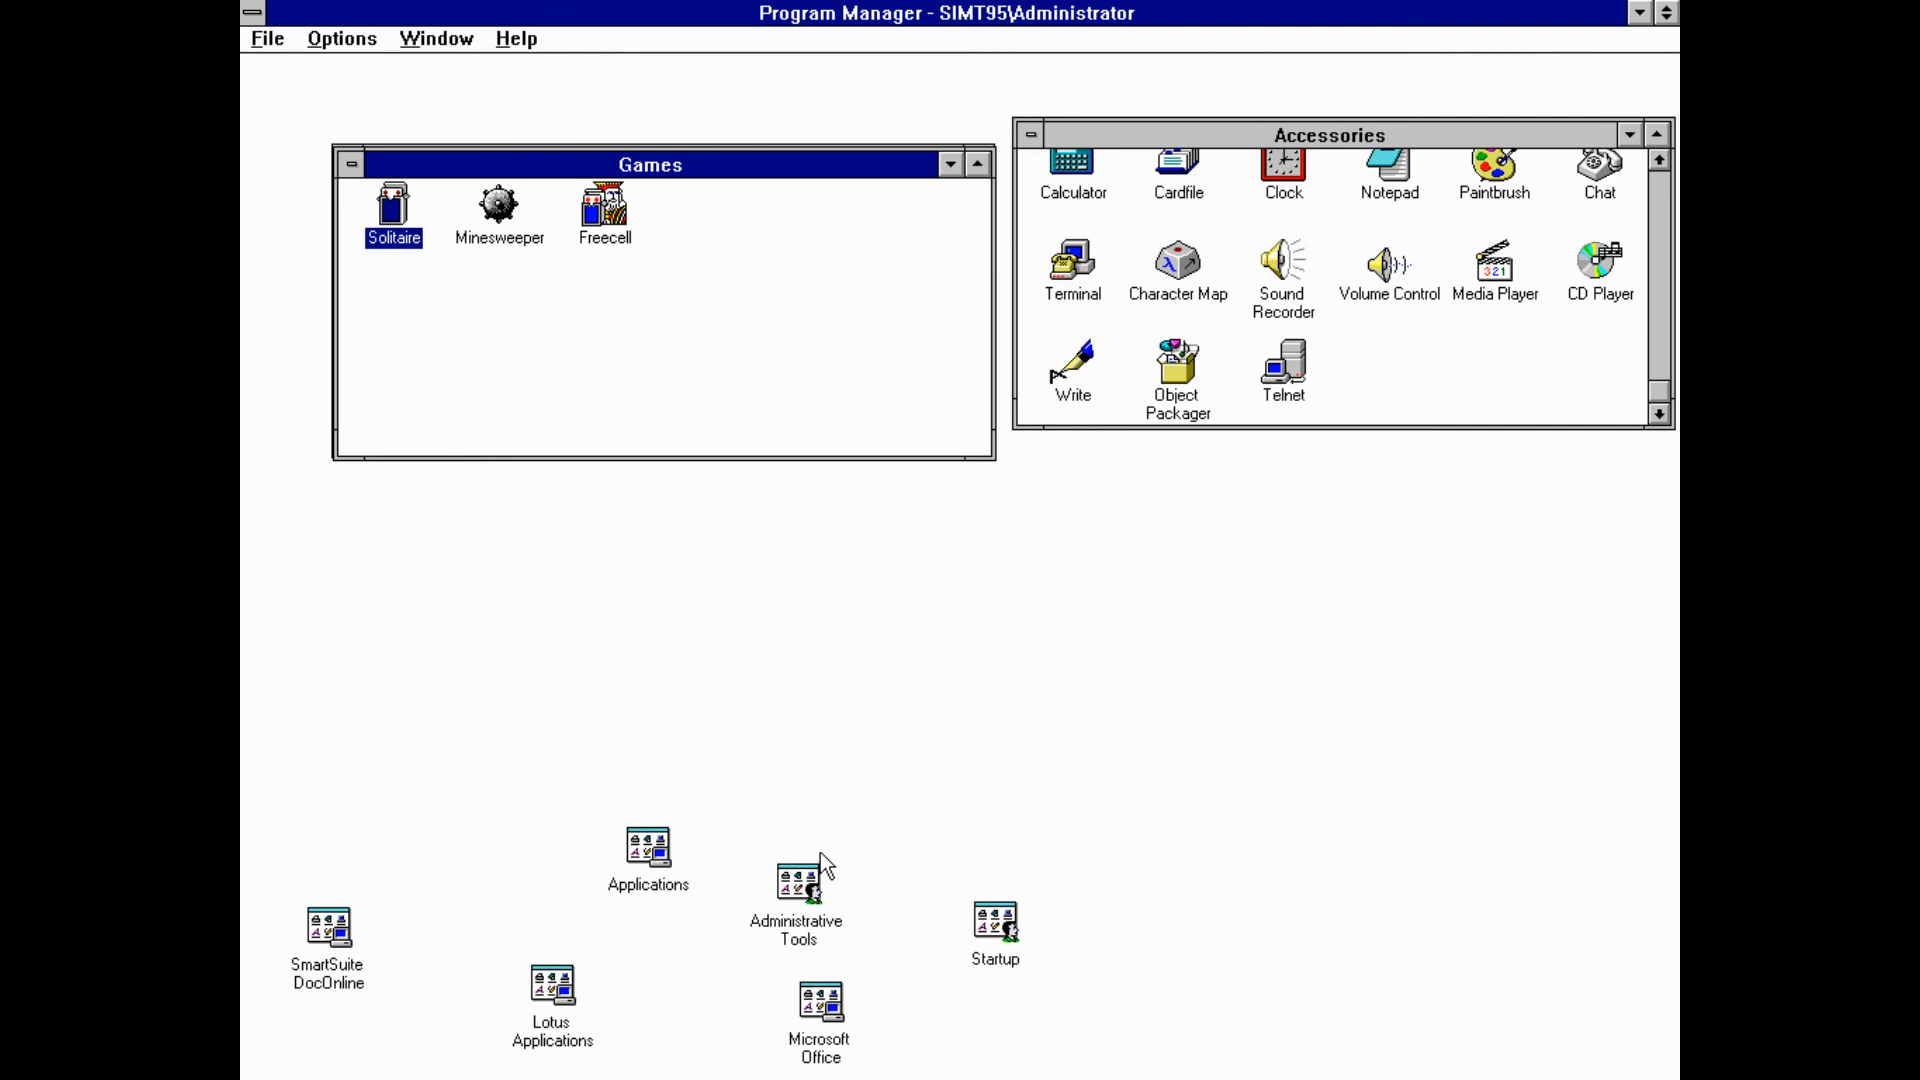 Program Manager - SIMT95\Administrator
File Options Window Help
Games
Solitaire
Minesweeper
Freecell
Accessories
Calculator
Cardfile
Clock
Notepad
Paintbrush
Chat
Terminal
Character Map
Sound
Recorder
Volume Control
Media Player
321
CD Player
Write
Object
Packager
Telnet
Applications
Administrative
Tools
Startup
SmartSuite
DocOnline
Lotus
Applications
Microsoft
Office